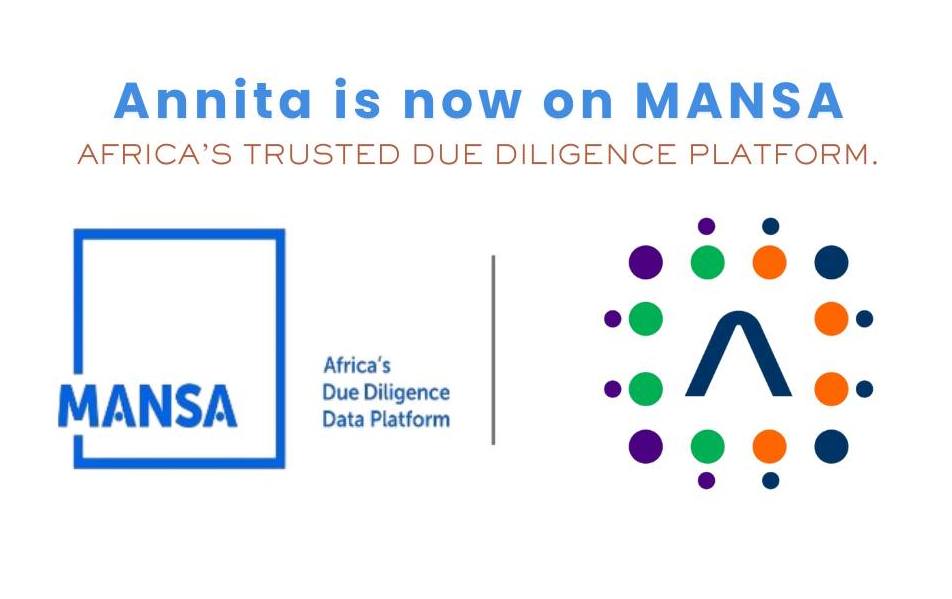 Annita is now on MANSA
AFRICA'S TRUSTED DUE DILIGENCE PLATFORM.
MANSA
Africa's
Due Diligence
Data Platform